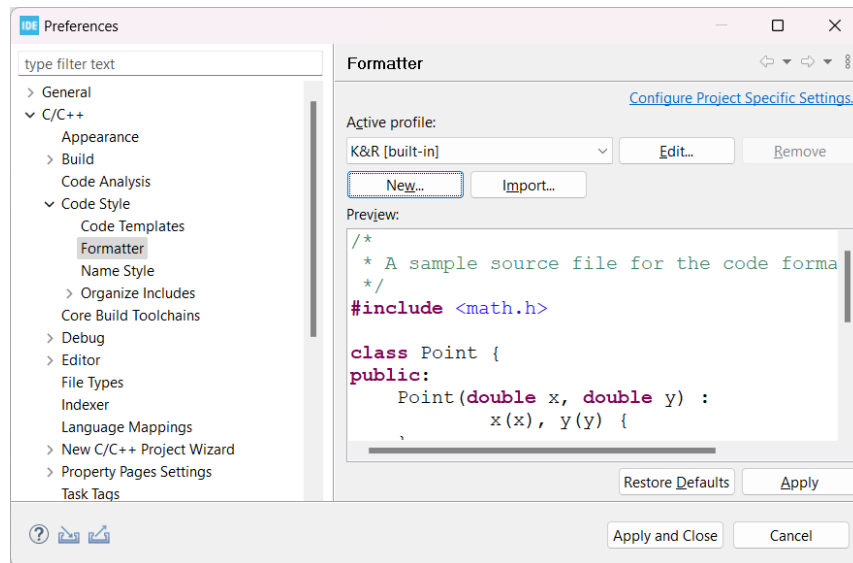 IDE Preferences
type filter text
General
C/C++
Appearance
Build
Code Analysis
Code Style
Code Templates
Formatter
Name Style
Organize Includes
Core Build Toolchains
Debug
Editor
File Types
Indexer
Language Mappings
New C/C++ Project Wizard
Property Pages Settings
Task Tags
Formatter
Configure Project Specific Settings.
Active profile:
K&R [built-in]
Edit...
Remove
New...
Import...
Preview:
/*
* A sample source file for the code forma
*/
#include <math.h>
class Point {
public:
Point(double x, double y) :
x(x), y(y) {
Restore Defaults
Apply
?
Apply and Close
Cancel